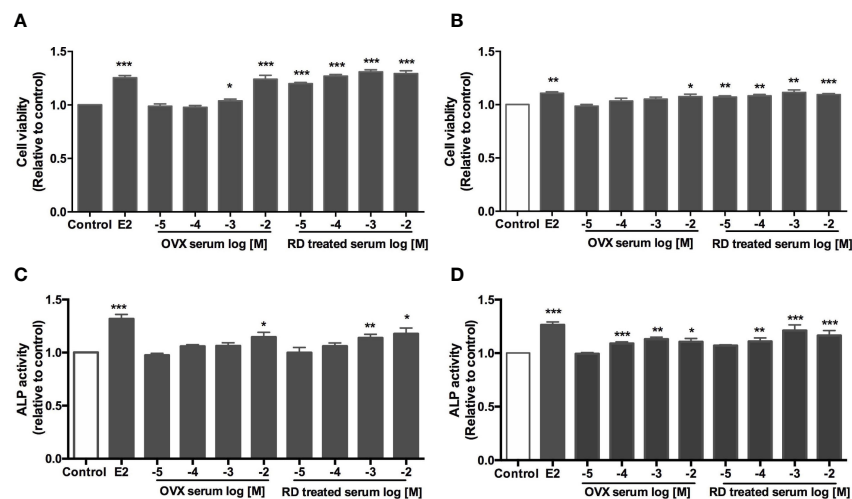 A
Cell viablity
(Relative to control)
1.5
1.0
0.5
0.0
***
*
***
***
***
***
***
Control E2 -5 -4 -3 -2 -5 -4 -3 -2
OVX serum log [M] RD treated serum log [M]
B
Cell viablity
(Relative to control)
1.5
1.0
0.5
0.0
**
*
**
**
**
***
Control E2 -5 -4 -3 -2 -5 -4 -3 -2
OVX serum log [M] RD treated serum log [M]
C
ALP activity
(relative to control)
1.5
1.0
0.5
0.0
***
*
**
*
Control E2 -5 -4 -3 -2 -5 -4 -3 -2
OVX serum log [M] RD treated serum log [M]
D
ALP activity
(relative to control)
1.5
1.0
0.5
0.0
***
***
**
*
**
***
***
Control E2 -5 -4 -3 -2 -5 -4 -3 -2
OVX serum log [M] RD treated serum log [M]